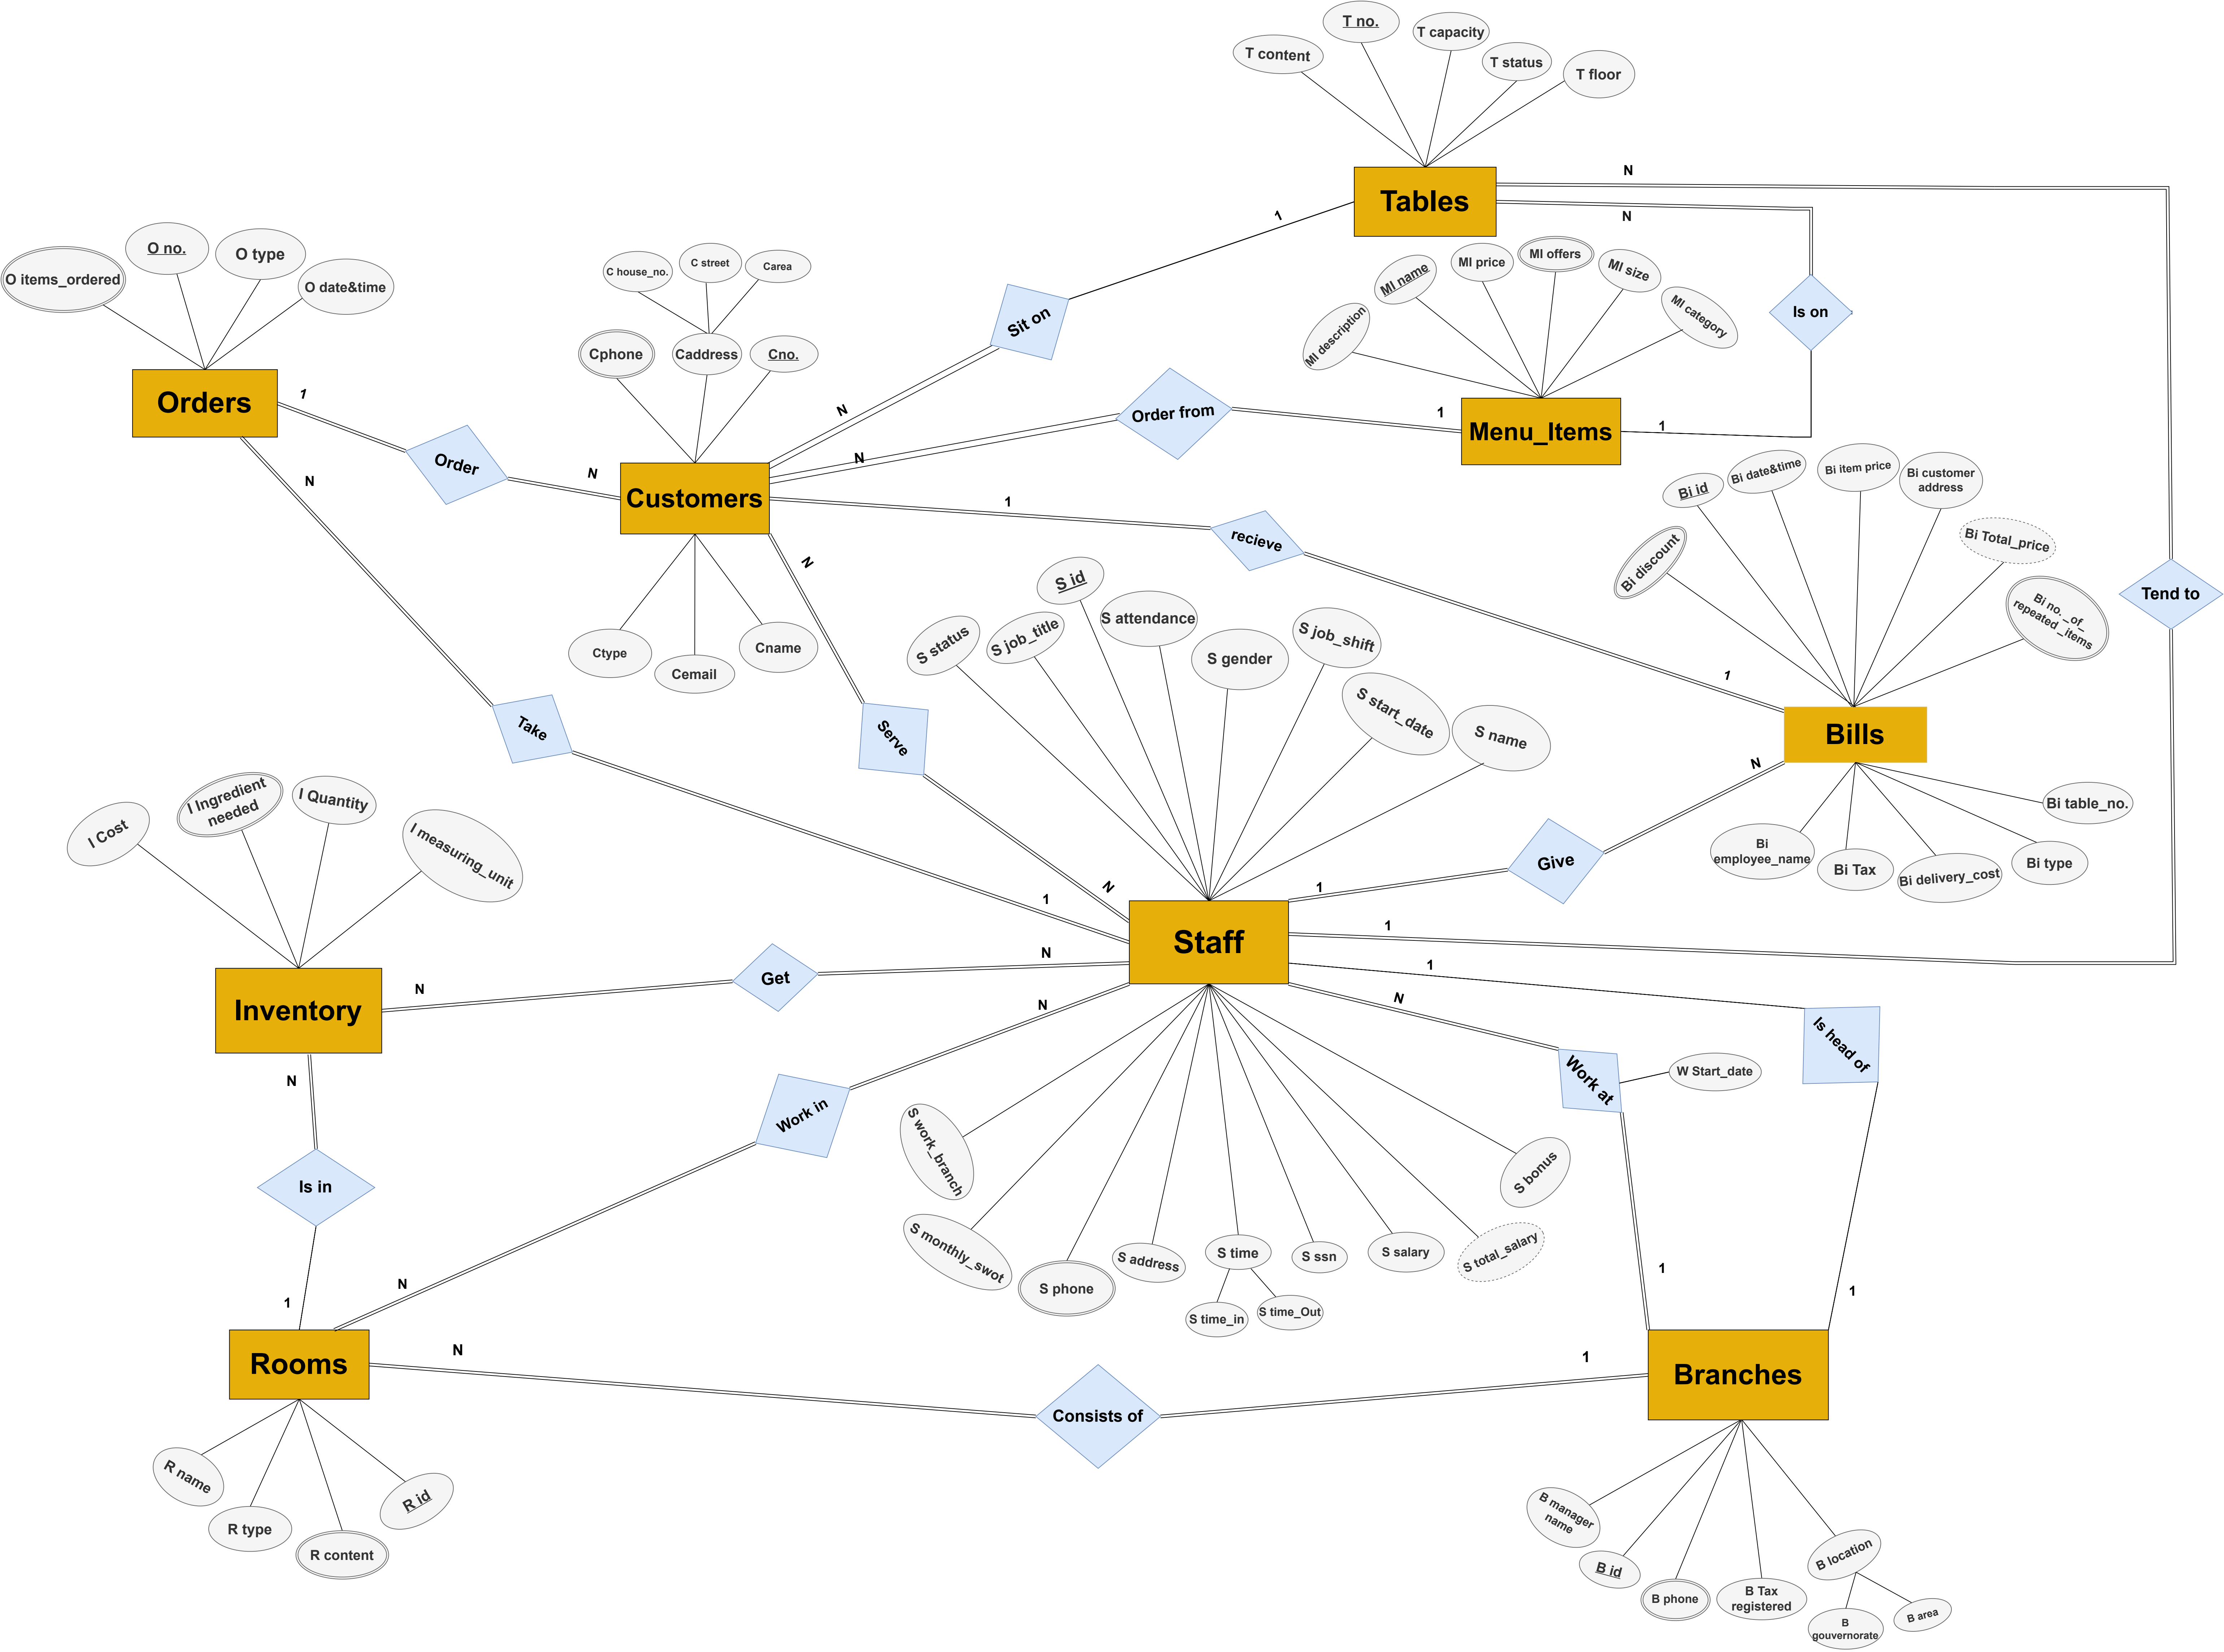 T no.
T content
T capacity
T status
T floor
Tables
N
N
1
O items_ordered
O no.
O type
O date&time
Orders
1
N
Order
N
C house_no.
C street
Carea
Cphone
Caddress
Cno.
Customers
Ctype
Cemail
Cname
N
Sit on
N
Order from
1
1
N
MI description
MI name
MI price
MI offers
MI size
MI category
Menu_Items
1
Is on
recieve
1
Bi discount
Bi id
Bi date&time
Bi item price
Bi customer
address
Bi Total_price
Bi no._of_
repeated_items
Bills
N
Bi
employee_name
Bi Tax
Bi delivery_cost
Bi type
Bi table_no.
Tend to
Take
1
Serve
N
S status
S job_title
S id
S attendance
S gender
S job_shift
S start_date
S name
Give
1
1
Staff
1
N
I Cost
I Ingredient
needed
I Quantity
I measuring_unit
Inventory
N
Get
N
N
Is in
1
Work in
N
N
S work_branch
S monthly_swot
S phone
S address
S time
S time_in
S time_Out
S ssn
S salary
S total_salary
S bonus
Work at
W Start_date
Is head of
1
1
Rooms
N
R name
R type
R content
R id
Consists of
1
Branches
B manager
name
B id
B phone
B Tax
registered
B location
B
gouvernorate
B area